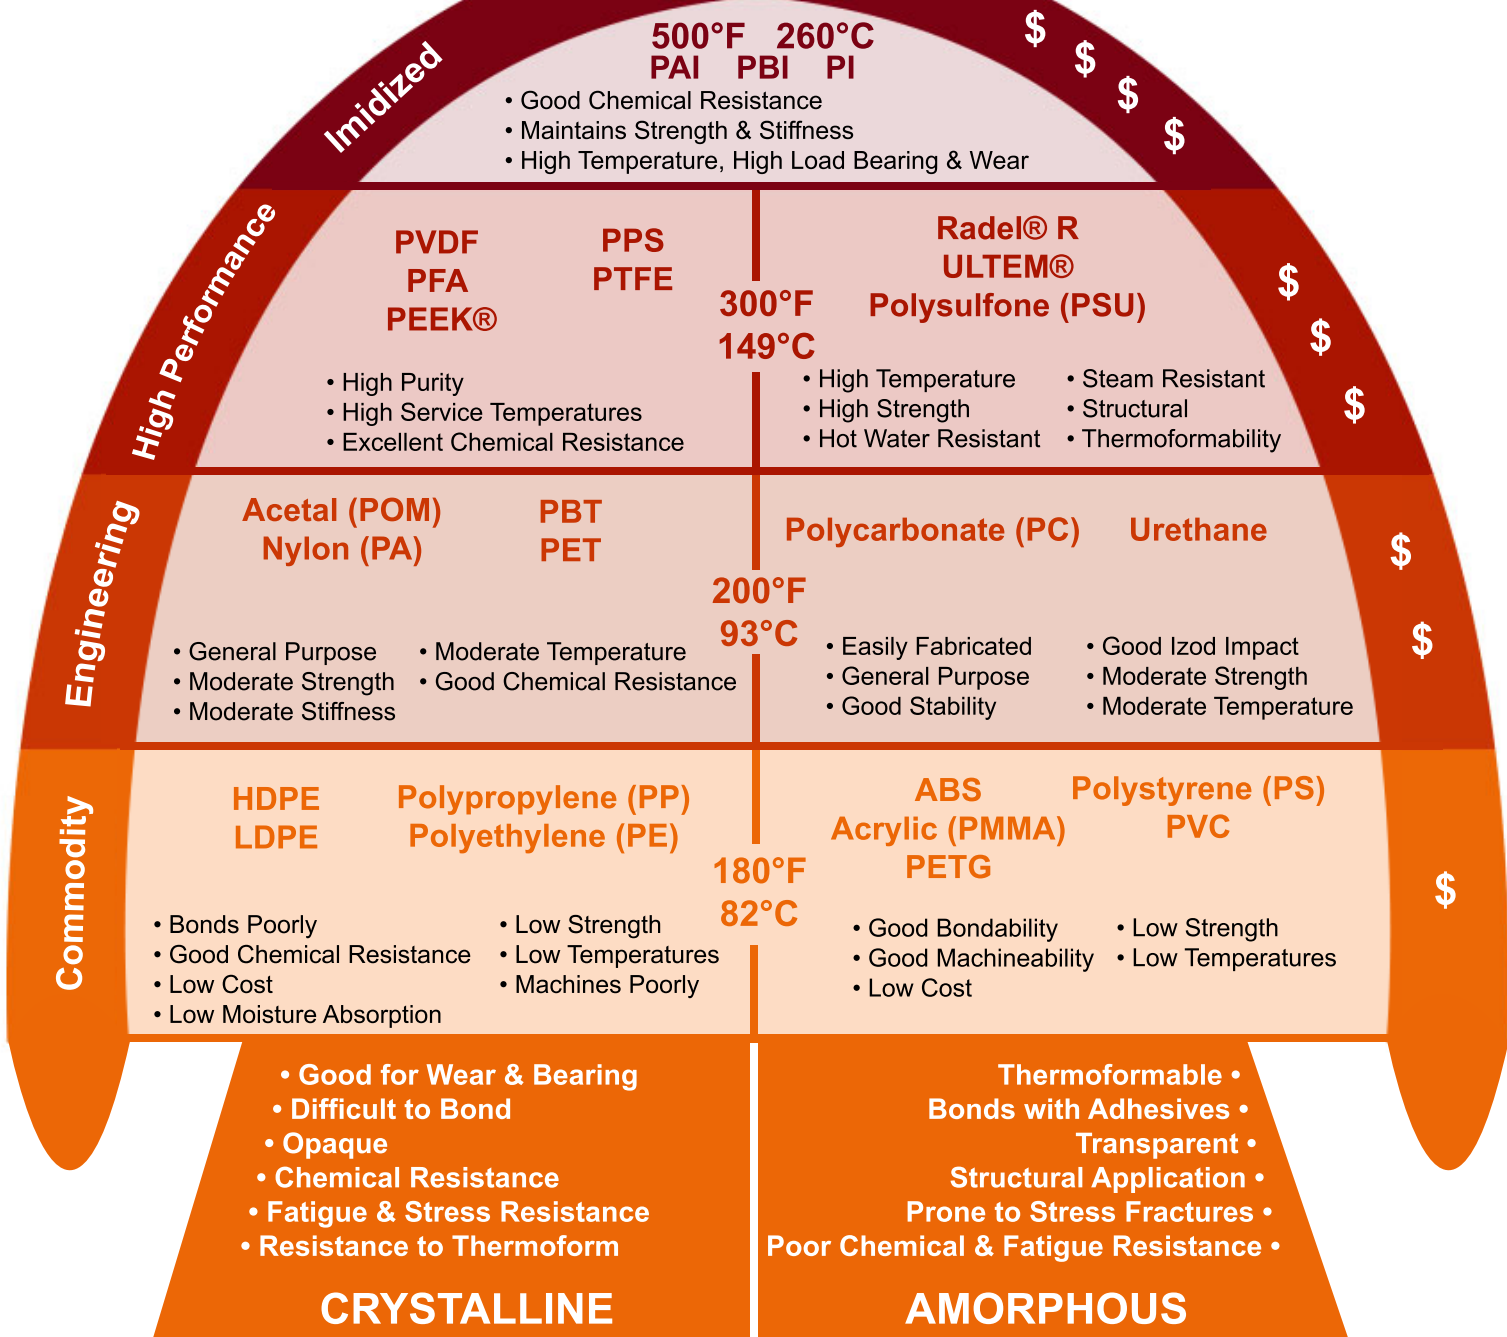 Imidized
500°F 260°C
PAI PBI PI
• Good Chemical Resistance
• Maintains Strength & Stiffness
• High Temperature, High Load Bearing & Wear
$
$
$
$
High Performance
PVDF
PFA
PEEK®
PPS
PTFE
• High Purity
• High Service Temperatures
• Excellent Chemical Resistance
300°F
149°C
Radel® R
ULTEM®
Polysulfone (PSU)
• High Temperature
• High Strength
• Hot Water Resistant
• Steam Resistant
• Structural
• Thermoformability
$
$
$
Engineering
Acetal (POM)
Nylon (PA)
PBT
PET
• General Purpose
• Moderate Strength
• Moderate Stiffness
• Moderate Temperature
• Good Chemical Resistance
200°F
93°C
Polycarbonate (PC)
Urethane
• Easily Fabricated
• General Purpose
• Good Stability
• Good Izod Impact
• Moderate Strength
• Moderate Temperature
$
$
Commodity
HDPE
LDPE
Polypropylene (PP)
Polyethylene (PE)
• Bonds Poorly
• Good Chemical Resistance
• Low Cost
• Low Moisture Absorption
• Low Strength
• Low Temperatures
• Machines Poorly
180°F
82°C
ABS
Acrylic (PMMA)
PETG
Polystyrene (PS)
PVC
• Good Bondability
• Good Machineability
• Low Cost
• Low Strength
• Low Temperatures
$
• Good for Wear & Bearing
• Difficult to Bond
• Opaque
• Chemical Resistance
• Fatigue & Stress Resistance
• Resistance to Thermoform
CRYSTALLINE
Thermoformable •
Bonds with Adhesives •
Transparent •
Structural Application •
Prone to Stress Fractures •
Poor Chemical & Fatigue Resistance •
AMORPHOUS